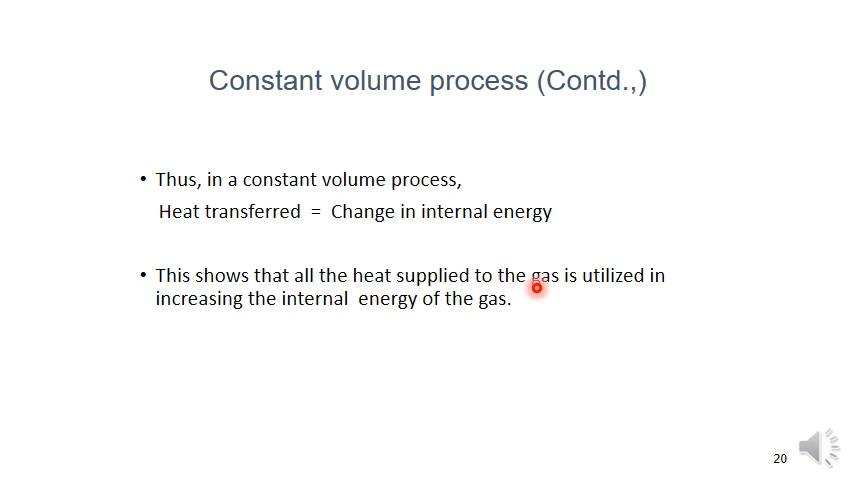 Constant volume process (Contd.,)
• Thus, in a constant volume process,
Heat transferred = Change in internal energy
• This shows that all the heat supplied to the gas is utilized in
increasing the internal energy of the gas.
20